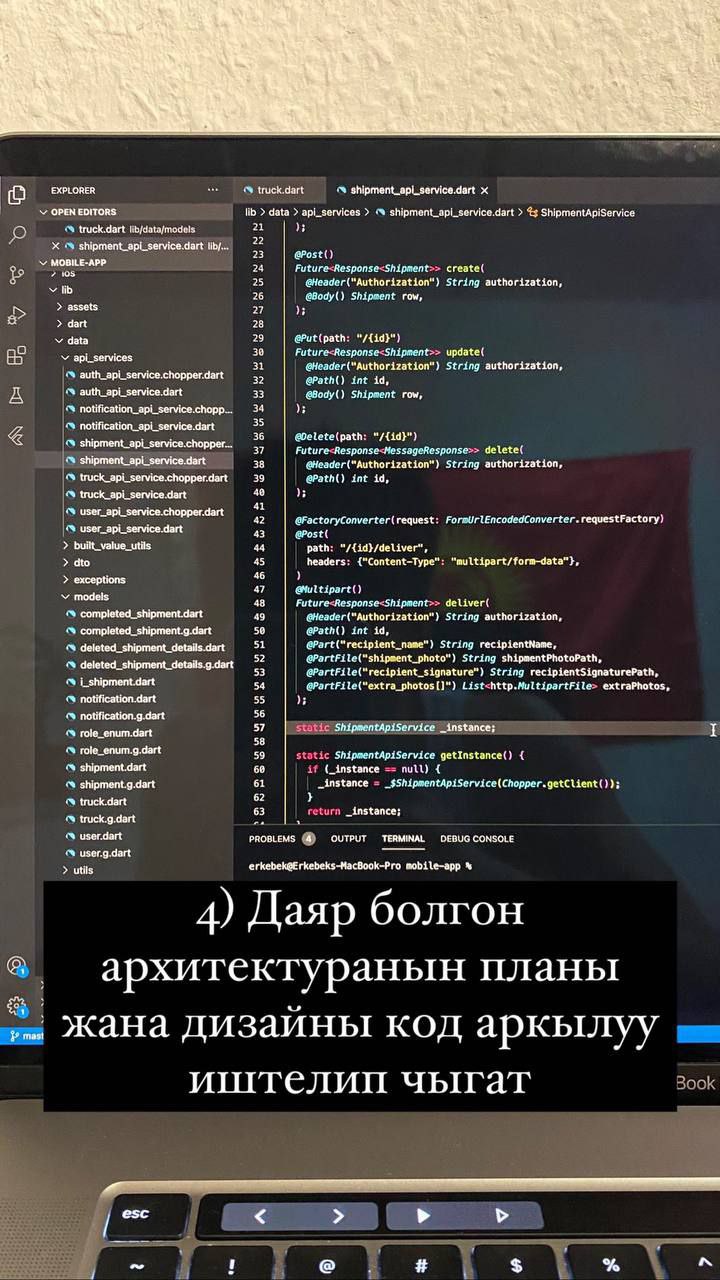 EXPLORER
OPEN EDITORS
truck.dart lib/data/models
shipment_api_service.dart lib/...
MOBILE-APP
ios
lib
assets
dart
data
api_services
auth_api_service.chopper.dart
auth_api_service.dart
notification_api_service.chopp...
notification_api_service.dart
shipment_api_service.chopper...
shipment_api_service.dart
truck_api_service.chopper.dart
truck_api_service.dart
user_api_service.chopper.dart
user_api_service.dart
built_value_utils
dto
exceptions
models
completed_shipment.dart
completed_shipment.g.dart
deleted_shipment_details.dart
deleted_shipment_details.g.dart
i_shipment.dart
notification.dart
notification.g.dart
role_enum.dart
role_enum.g.dart
shipment.dart
shipment.g.dart
truck.dart
truck.g.dart
user.dart
user.g.dart
utils
truck.dart shipment_api_service.dart
lib > data > api_services > shipment_api_service.dart > ShipmentApiService
21 );
22
23 @Post()
24 Future<Response<Shipment>> create(
25 @Header("Authorization") String authorization,
26 @Body() Shipment row,
27 );
28
29 @Put(path: "/{id}")
30 Future<Response<Shipment>> update(
31 @Header("Authorization") String authorization,
32 @Path() int id,
33 @Body() Shipment row,
34 );
35
36 @Delete(path: "/{id}")
37 Future<Response<MessageResponse>> delete(
38 @Header("Authorization") String authorization,
39 @Path() int id,
40 );
41
42 @FactoryConverter(request: FormUrlEncodedConverter.requestFactory)
43 @Post(
44 path: "/{id}/deliver",
45 headers: {"Content-Type": "multipart/form-data"},
46 )
47 @Multipart()
48 Future<Response<Shipment>> deliver(
49 @Header("Authorization") String authorization,
50 @Path() int id,
51 @Part("recipient_name") String recipientName,
52 @PartFile("shipment_photo") String shipmentPhotoPath,
53 @PartFile("recipient_signature") String recipientSignaturePath,
54 @PartFile("extra_photos[]") List<http.MultipartFile> extraPhotos,
55 );
56
57 static ShipmentApiService _instance;
58
59 static ShipmentApiService getInstance() {
60 if (_instance == null) {
61 _instance = _$ShipmentApiService(Chopper.getClient());
62 }
63 return _instance;
PROBLEMS 4 OUTPUT TERMINAL DEBUG CONSOLE
erkebek@Erkebeks-MacBook-Pro mobile-app %
4) Даяр болгон
архитектуранын планы
жана дизайны код аркылуу
иштелип чыгат
1
1
mast
Book
esc
~ ! @ # $ % ^